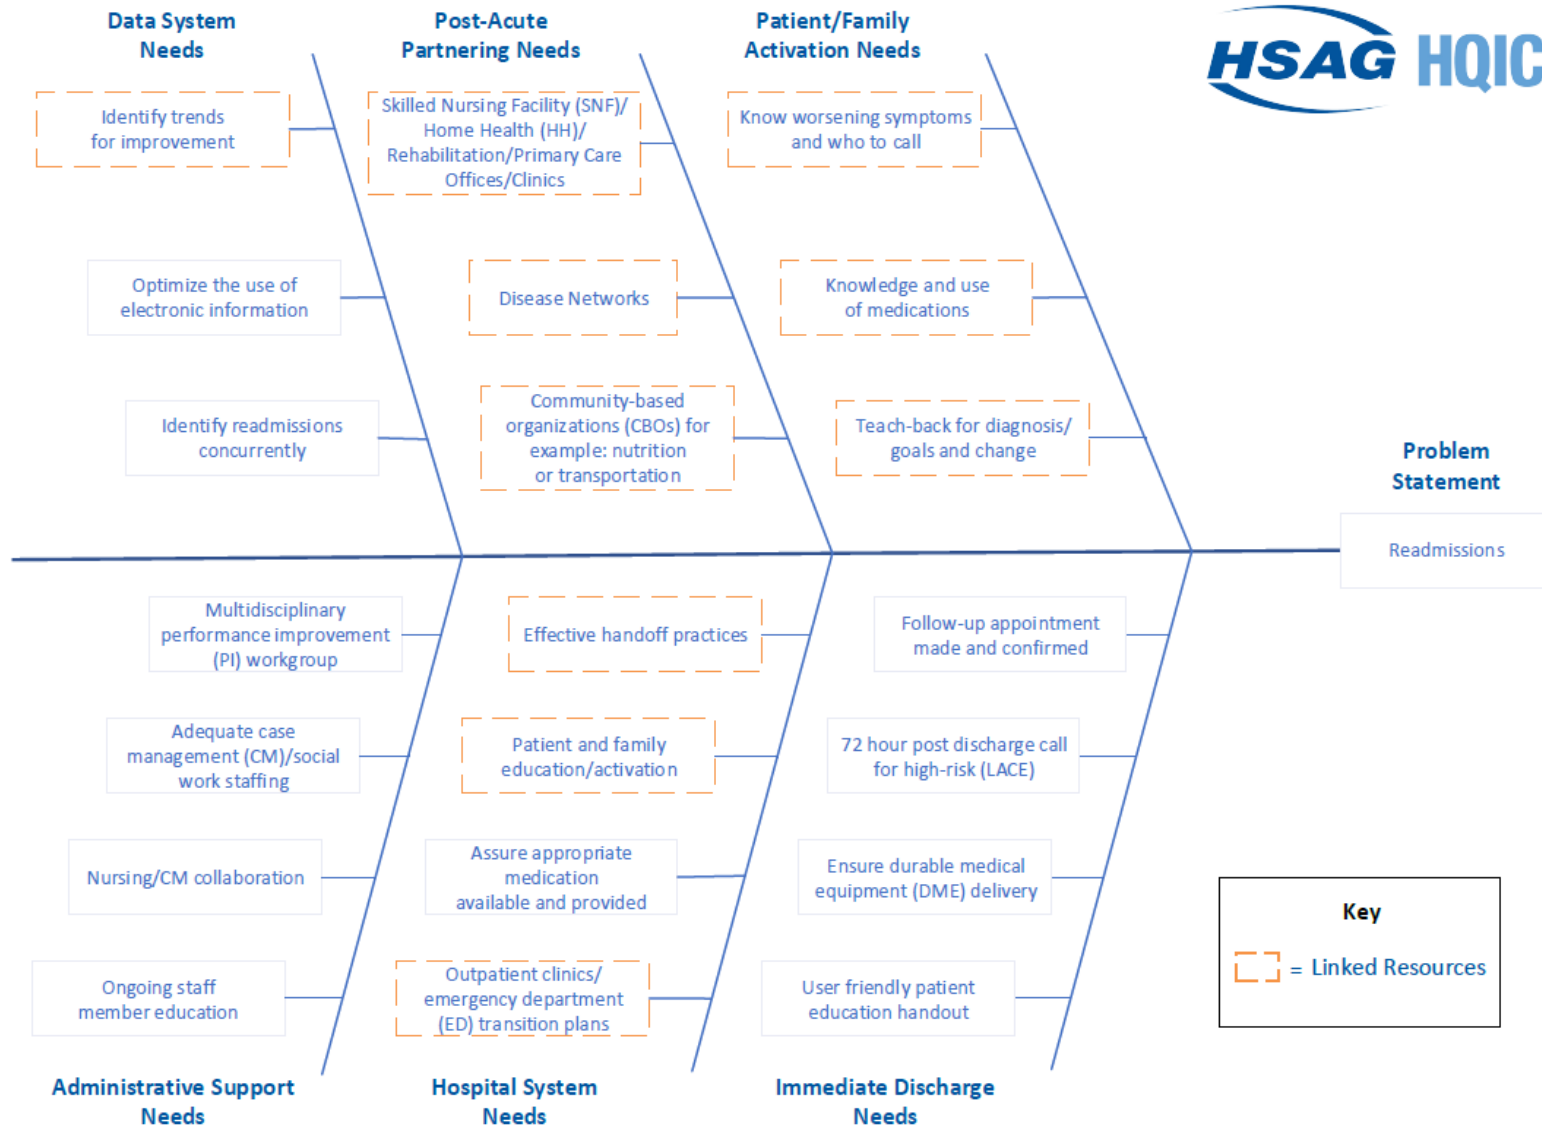 Data System
Needs
Post-Acute
Partnering Needs
Patient/Family
Activation Needs
HSAG HQIC
Identify trends
for improvement
Skilled Nursing Facility (SNF)/
Home Health (HH)/
Rehabilitation/Primary Care
Offices/Clinics
Know worsening symptoms
and who to call
Optimize the use of
electronic information
Disease Networks
Knowledge and use
of medications
Identify readmissions
concurrently
Community-based
organizations (CBOs) for
example: nutrition
or transportation
Teach-back for diagnosis/
goals and change
Problem
Statement
Readmissions
Multidisciplinary
performance improvement
(PI) workgroup
Effective handoff practices
Follow-up appointment
made and confirmed
Adequate case
management (CM)/social
work staffing
Patient and family
education/activation
72 hour post discharge call
for high-risk (LACE)
Nursing/CM collaboration
Assure appropriate
medication
available and provided
Ensure durable medical
equipment (DME) delivery
Ongoing staff
member education
Outpatient clinics/
emergency department
(ED) transition plans
User friendly patient
education handout
Key
= Linked Resources
Administrative Support
Needs
Hospital System
Needs
Immediate Discharge
Needs